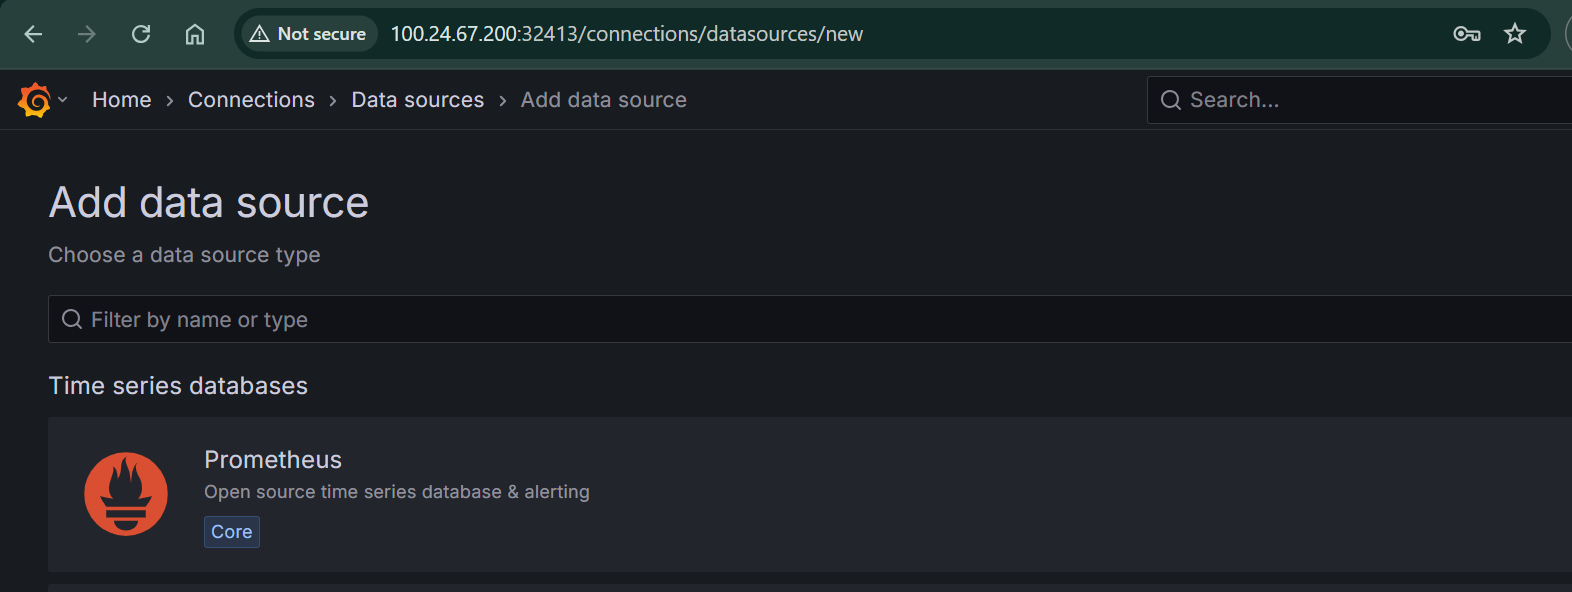 Not secure 100.24.67.200:32413/connections/datasources/new
Home › Connections › Data sources › Add data source Search...
Add data source
Choose a data source type
Filter by name or type
Time series databases
Prometheus
Open source time series database & alerting
Core